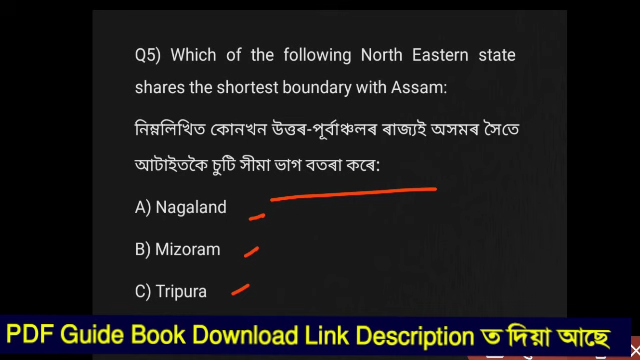 Q5) Which of the following North Eastern state
shares the shortest boundary with Assam:
নিম্নলিখিত কোনখন উত্তৰ-পূৰ্বাঞ্চলৰ ৰাজ্যই অসমৰ সৈতে
আটাইতকৈ চুটি সীমা ভাগ বতৰা কৰে:
A) Nagaland
B) Mizoram
C) Tripura
PDF Guide Book Download Link Description ত দিয়া আছে